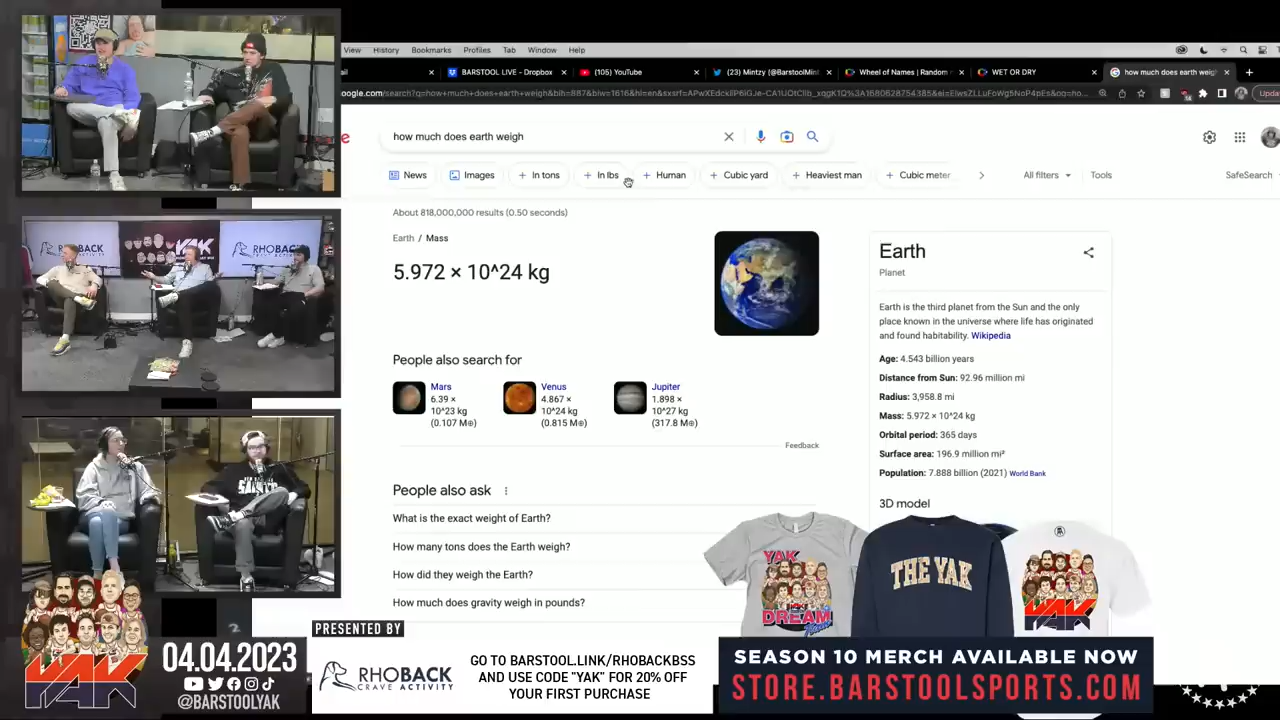 View History Bookmarks Profiles Tab Window Help
BARSTOOL LIVE - Dropbox
(105) YouTube
(23) Mintzy (@BarstoolMint
Wheel of Names | Random
WET OR DRY
how much does earth weigh
how much does earth weigh
News
Images
+ In tons
+ In lbs
+ Human
+ Cubic yard
+ Heaviest man
+ Cubic meter
All filters
Tools
SafeSearch
About 818,000,000 results (0.50 seconds)
Earth / Mass
5.972 × 10^24 kg
People also search for
Mars
6.39 ×
10^23 kg
(0.107 M⊕)
Venus
4.867 ×
10^24 kg
(0.815 M⊕)
Jupiter
1.898 ×
10^27 kg
(317.8 M⊕)
Feedback
People also ask
What is the exact weight of Earth?
How many tons does the Earth weigh?
How did they weigh the Earth?
How much does gravity weigh in pounds?
Earth
Planet
Earth is the third planet from the Sun and the only
place known in the universe where life has originated
and found habitability. Wikipedia
Age: 4.543 billion years
Distance from Sun: 92.96 million mi
Radius: 3,958.8 mi
Mass: 5.972 × 10^24 kg
Orbital period: 365 days
Surface area: 196.9 million mi²
Population: 7.888 billion (2021) World Bank
3D model
RHOBACK
YAK
RHOBACK
YAK
DREAM
THE YAK
YAK
YAK
04.04.2023
@BARSTOOLYAK
PRESENTED BY
RHOBACK
CRAVE ACTIVITY
GO TO BARSTOOL.LINK/RHOBACKBSS
AND USE CODE "YAK" FOR 20% OFF
YOUR FIRST PURCHASE
SEASON 10 MERCH AVAILABLE NOW
STORE.BARSTOOLSPORTS.COM